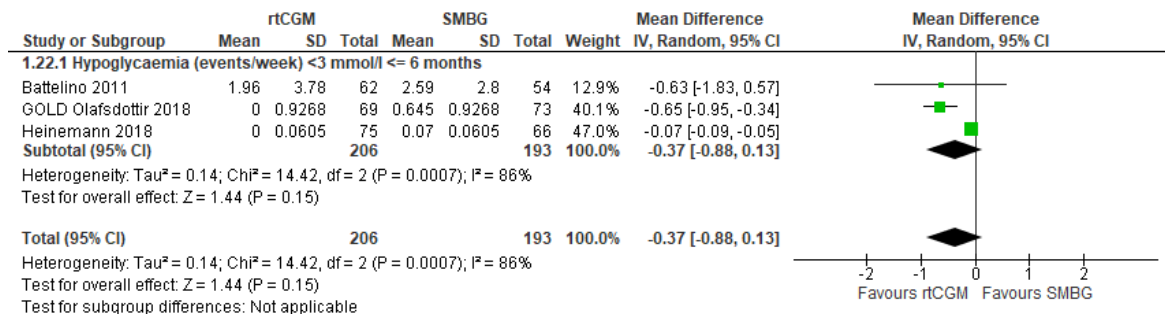 rtCGM SMBG Mean Difference Mean Difference
Study or Subgroup Mean SD Total Mean SD Total Weight IV, Random, 95% CI IV, Random, 95% CI
1.22.1 Hypoglycaemia (events/week) <3 mmol/l <= 6 months
Battelino 2011 1.96 3.78 62 2.59 2.8 54 12.9% -0.63 [-1.83, 0.57]
GOLD Olafsdottir 2018 0 0.9268 69 0.645 0.9268 73 40.1% -0.65 [-0.95, -0.34]
Heinemann 2018 0 0.0605 75 0.07 0.0605 66 47.0% -0.07 [-0.09, -0.05]
Subtotal (95% CI) 206 193 100.0% -0.37 [-0.88, 0.13]
Heterogeneity: Tau² = 0.14; Chi² = 14.42, df = 2 (P = 0.0007); I² = 86%
Test for overall effect: Z = 1.44 (P = 0.15)
Total (95% CI) 206 193 100.0% -0.37 [-0.88, 0.13]
Heterogeneity: Tau² = 0.14; Chi² = 14.42, df = 2 (P = 0.0007); I² = 86%
Test for overall effect: Z = 1.44 (P = 0.15)
Test for subgroup differences: Not applicable
-2 -1 0 1 2
Favours rtCGM Favours SMBG